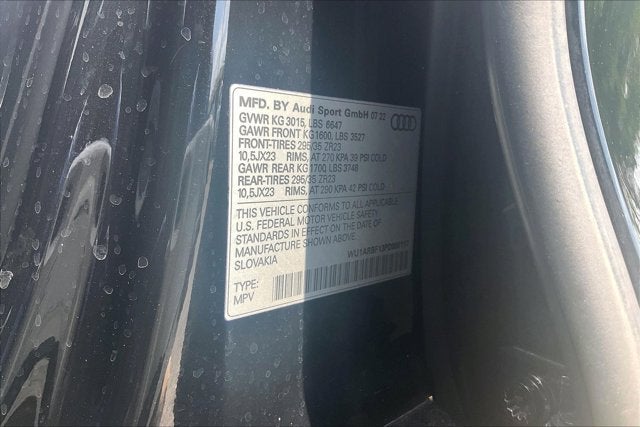 MFD. BY Audi Sport GmbH 07 22
GVWR KG 3015, LBS 6647
GAWR FRONT KG1600, LBS 3527
FRONT-TIRES 295/35 ZR23
10,5JX23 RIMS, AT 270 KPA 39 PSI COLD
GAWR REAR KG 1700, LBS 3748
REAR-TIRES 295/35 ZR23
10,5JX23 RIMS, AT 290 KPA 42 PSI COLD
THIS VEHICLE CONFORMS TO ALL APPLICABLE
U.S. FEDERAL MOTOR VEHICLE SAFETY
STANDARDS IN EFFECT ON DATE OF
MANUFACTURE SHOWN ABOVE.
SLOVAKIA
TYPE:
MPV